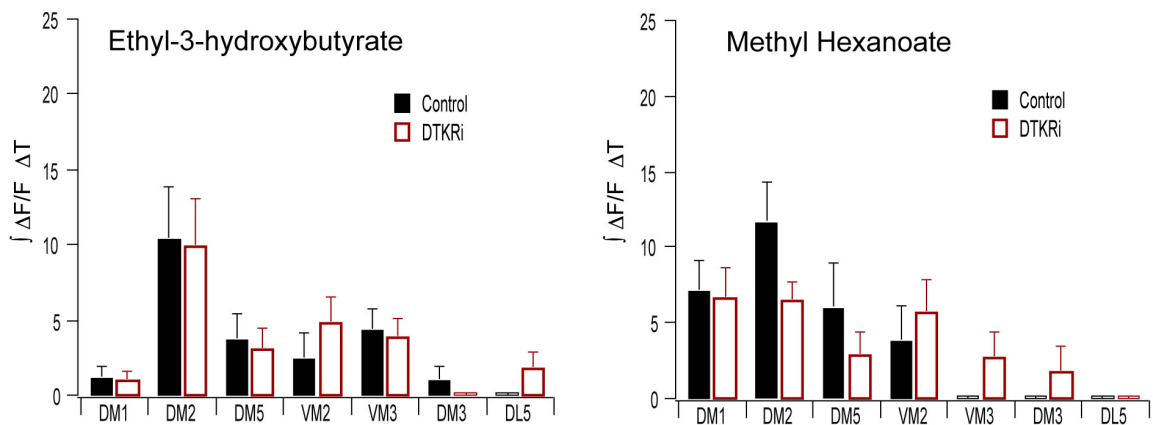 Ethyl-3-hydroxybutyrate
Control
DTKRi
∫ ΔF/F ΔT
25
20
15
10
5
0
DM1 DM2 DM5 VM2 VM3 DM3 DL5
Methyl Hexanoate
Control
DTKRi
∫ ΔF/F ΔT
25
20
15
10
5
0
DM1 DM2 DM5 VM2 VM3 DM3 DL5